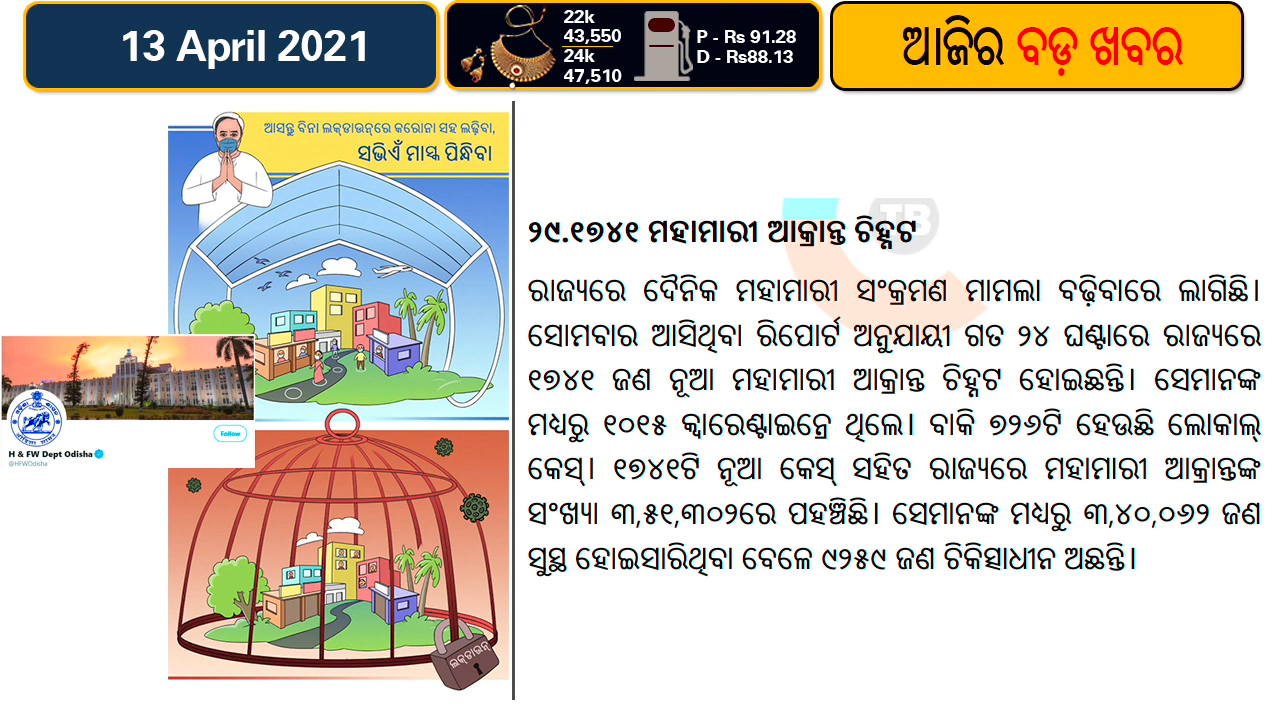 13 April 2021
22k
43,550
24k
47,510
P - Rs 91.28
D - Rs88.13
ଆଜିର ବଡ଼ ଖବର
ଆସନ୍ତୁ ବିନା ଲକ୍‌ଡାଉନ୍‌ରେ କରୋନା ସହ ଲଢ଼ିବା,
ସଭିଏଁ ମାସ୍କ ପିନ୍ଧିବା
Follow
H & FW Dept Odisha
@HFWOdisha
ଲକ୍‌ଡାଉନ୍
TB
୨୯.୧୭୪୧ ମହାମାରୀ ଆକ୍ରାନ୍ତ ଚିହ୍ନଟ
ରାଜ୍ୟରେ ଦୈନିକ ମହାମାରୀ ସଂକ୍ରମଣ ମାମଲା ବଢ଼ିବାରେ ଲାଗିଛି।
ସୋମବାର ଆସିଥିବା ରିପୋର୍ଟ ଅନୁଯାୟୀ ଗତ ୨୪ ଘଣ୍ଟାରେ ରାଜ୍ୟରେ
୧୭୪୧ ଜଣ ନୂଆ ମହାମାରୀ ଆକ୍ରାନ୍ତ ଚିହ୍ନଟ ହୋଇଛନ୍ତି। ସେମାନଙ୍କ
ମଧ୍ୟରୁ ୧୦୧୫ କ୍ୱାରେଣ୍ଟାଇନ୍ରେ ଥିଲେ। ବାକି ୭୨୬ଟି ହେଉଛି ଲୋକାଲ୍
କେସ୍। ୧୭୪୧ଟି ନୂଆ କେସ୍ ସହିତ ରାଜ୍ୟରେ ମହାମାରୀ ଆକ୍ରାନ୍ତଙ୍କ
ସଂଖ୍ୟା ୩,୫୧,୩୦୨ରେ ପହଞ୍ଚିଛି। ସେମାନଙ୍କ ମଧ୍ୟରୁ ୩,୪୦,୦୬୨ ଜଣ
ସୁସ୍ଥ ହୋଇସାରିଥିବା ବେଳେ ୯୨୫୯ ଜଣ ଚିକିତ୍ସାଧୀନ ଅଛନ୍ତି।